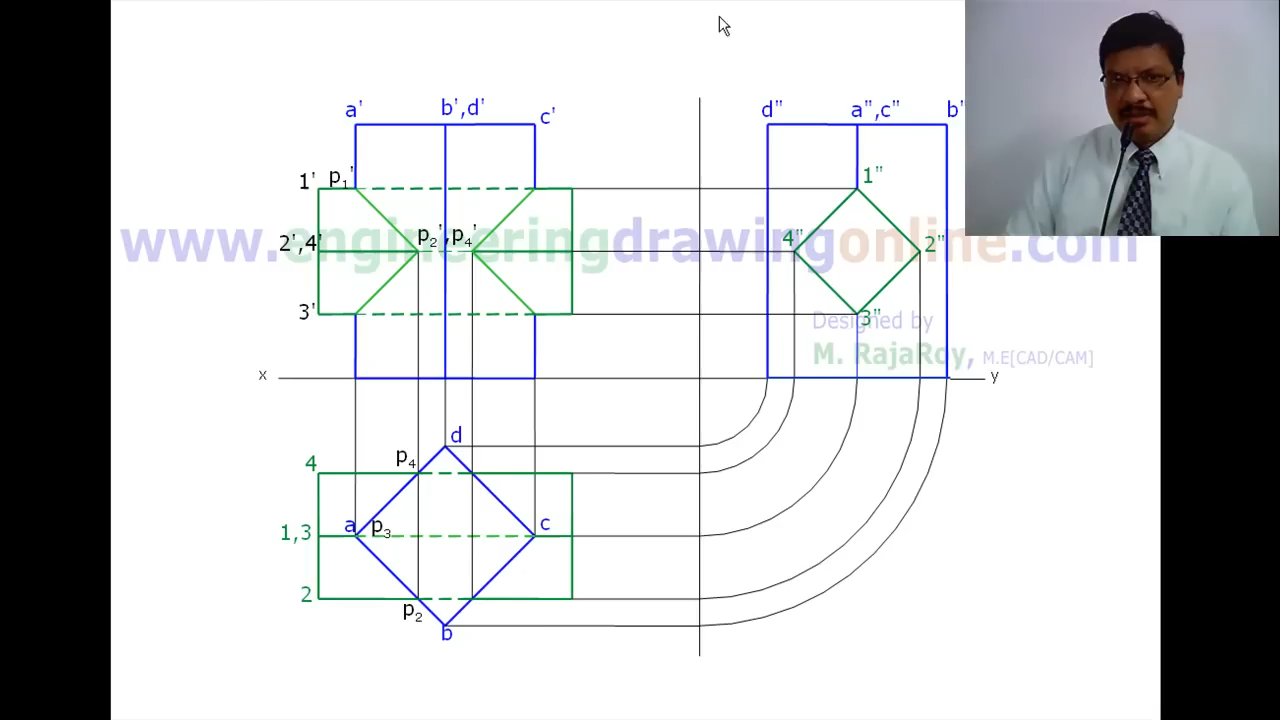 a' b',d' c' d" a",c" b"
1' p1' 1"
2',4' p2',p4' 4" 2"
www.engineeringdrawingonline.com
3' 3"
Designed by
M. RajaRoy, M.E[CAD/CAM]
x y
d
4 p4
1,3 a p3 c
2 p2
b